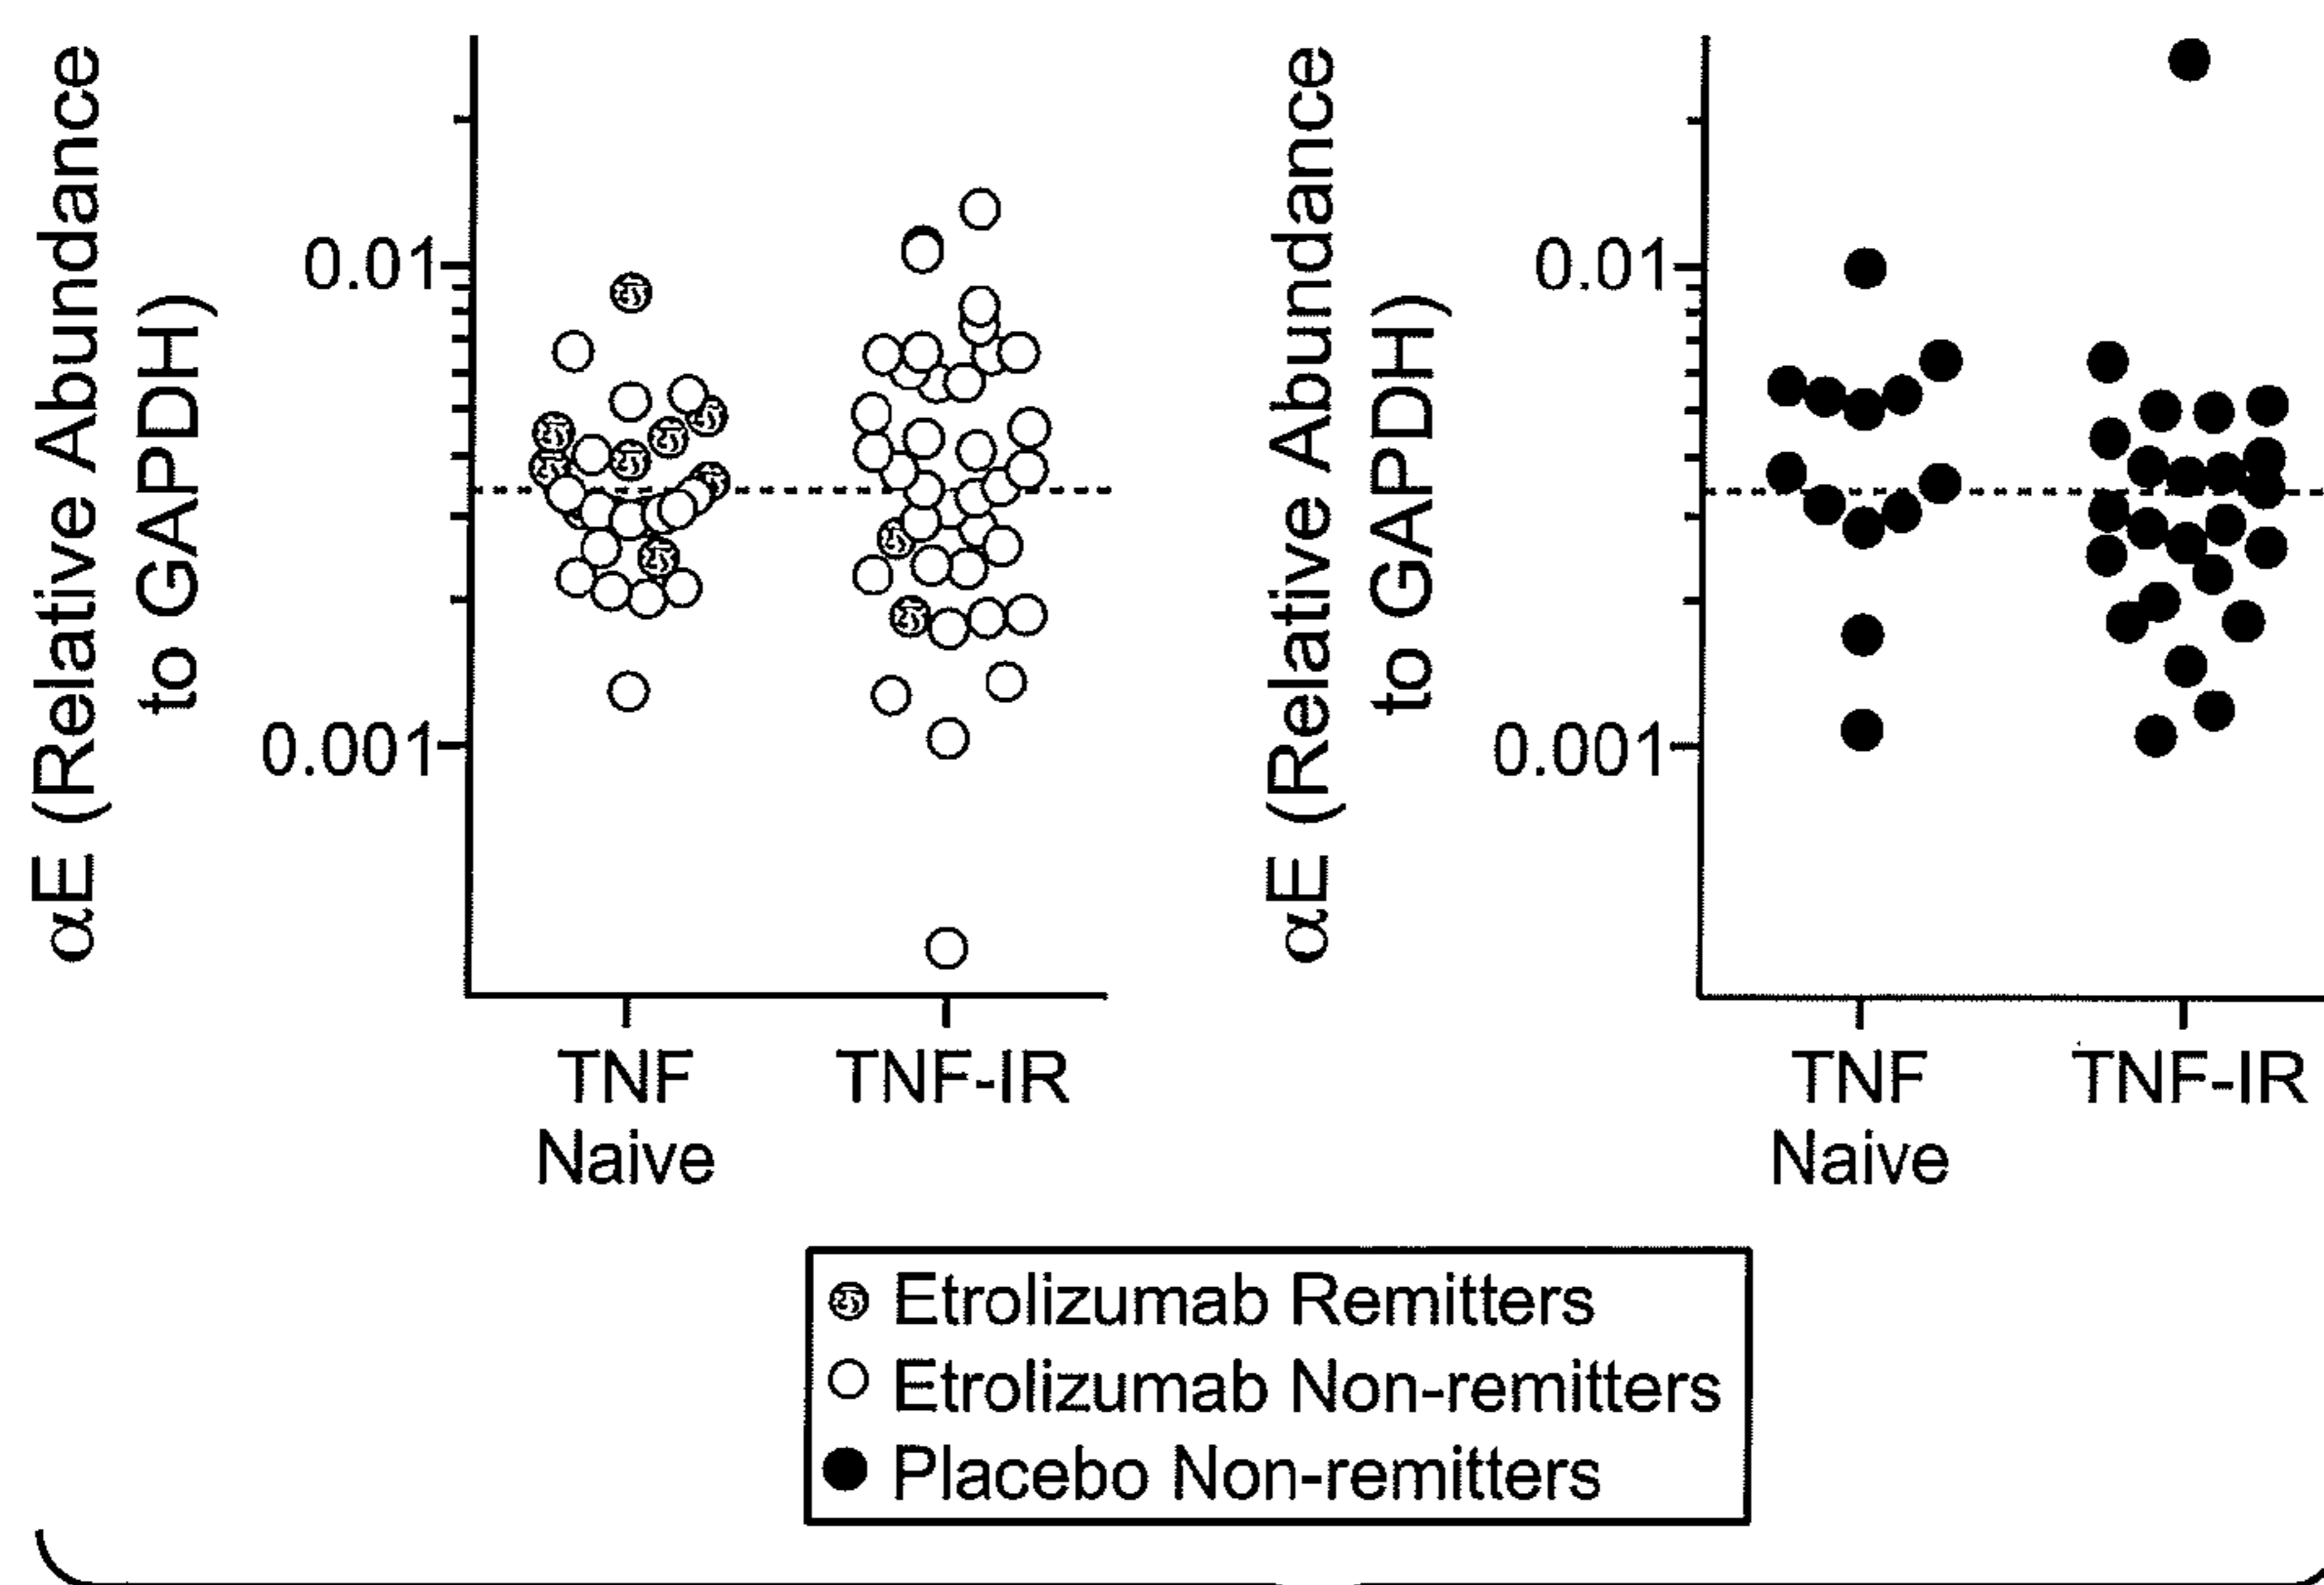 αE (Relative Abundance
to GAPDH)
0.01
0.001
TNF
Naive
TNF-IR
αE (Relative Abundance
to GAPDH)
0.01
0.001
TNF
Naive
TNF-IR
Etrolizumab Remitters
Etrolizumab Non-remitters
Placebo Non-remitters